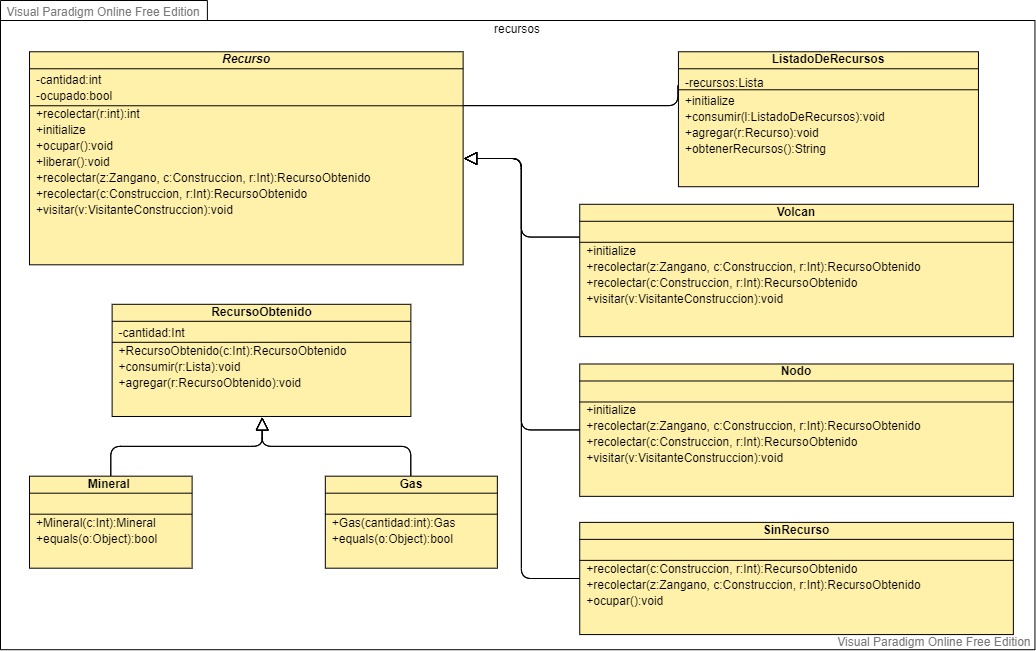 Visual Paradigm Online Free Edition
recursos
Recurso
-cantidad:int
-ocupado:bool
+recolectar(r:int):int
+initialize
+ocupar():void
+liberar():void
+recolectar(z:Zangano, c:Construccion, r:Int):RecursoObtenido
+recolectar(c:Construccion, r:Int):RecursoObtenido
+visitar(v:VisitanteConstruccion):void
ListadoDeRecursos
-recursos:Lista
+initialize
+consumir(l:ListadoDeRecursos):void
+agregar(r:Recurso):void
+obtenerRecursos():String
Volcan
+initialize
+recolectar(z:Zangano, c:Construccion, r:Int):RecursoObtenido
+recolectar(c:Construccion, r:Int):RecursoObtenido
+visitar(v:VisitanteConstruccion):void
RecursoObtenido
-cantidad:Int
+RecursoObtenido(c:Int):RecursoObtenido
+consumir(r:Lista):void
+agregar(r:RecursoObtenido):void
Nodo
+initialize
+recolectar(z:Zangano, c:Construccion, r:Int):RecursoObtenido
+recolectar(c:Construccion, r:Int):RecursoObtenido
+visitar(v:VisitanteConstruccion):void
Mineral
+Mineral(c:Int):Mineral
+equals(o:Object):bool
Gas
+Gas(cantidad:int):Gas
+equals(o:Object):bool
SinRecurso
+recolectar(c:Construccion, r:Int):RecursoObtenido
+recolectar(z:Zangano, c:Construccion, r:Int):RecursoObtenido
+ocupar():void
Visual Paradigm Online Free Edition